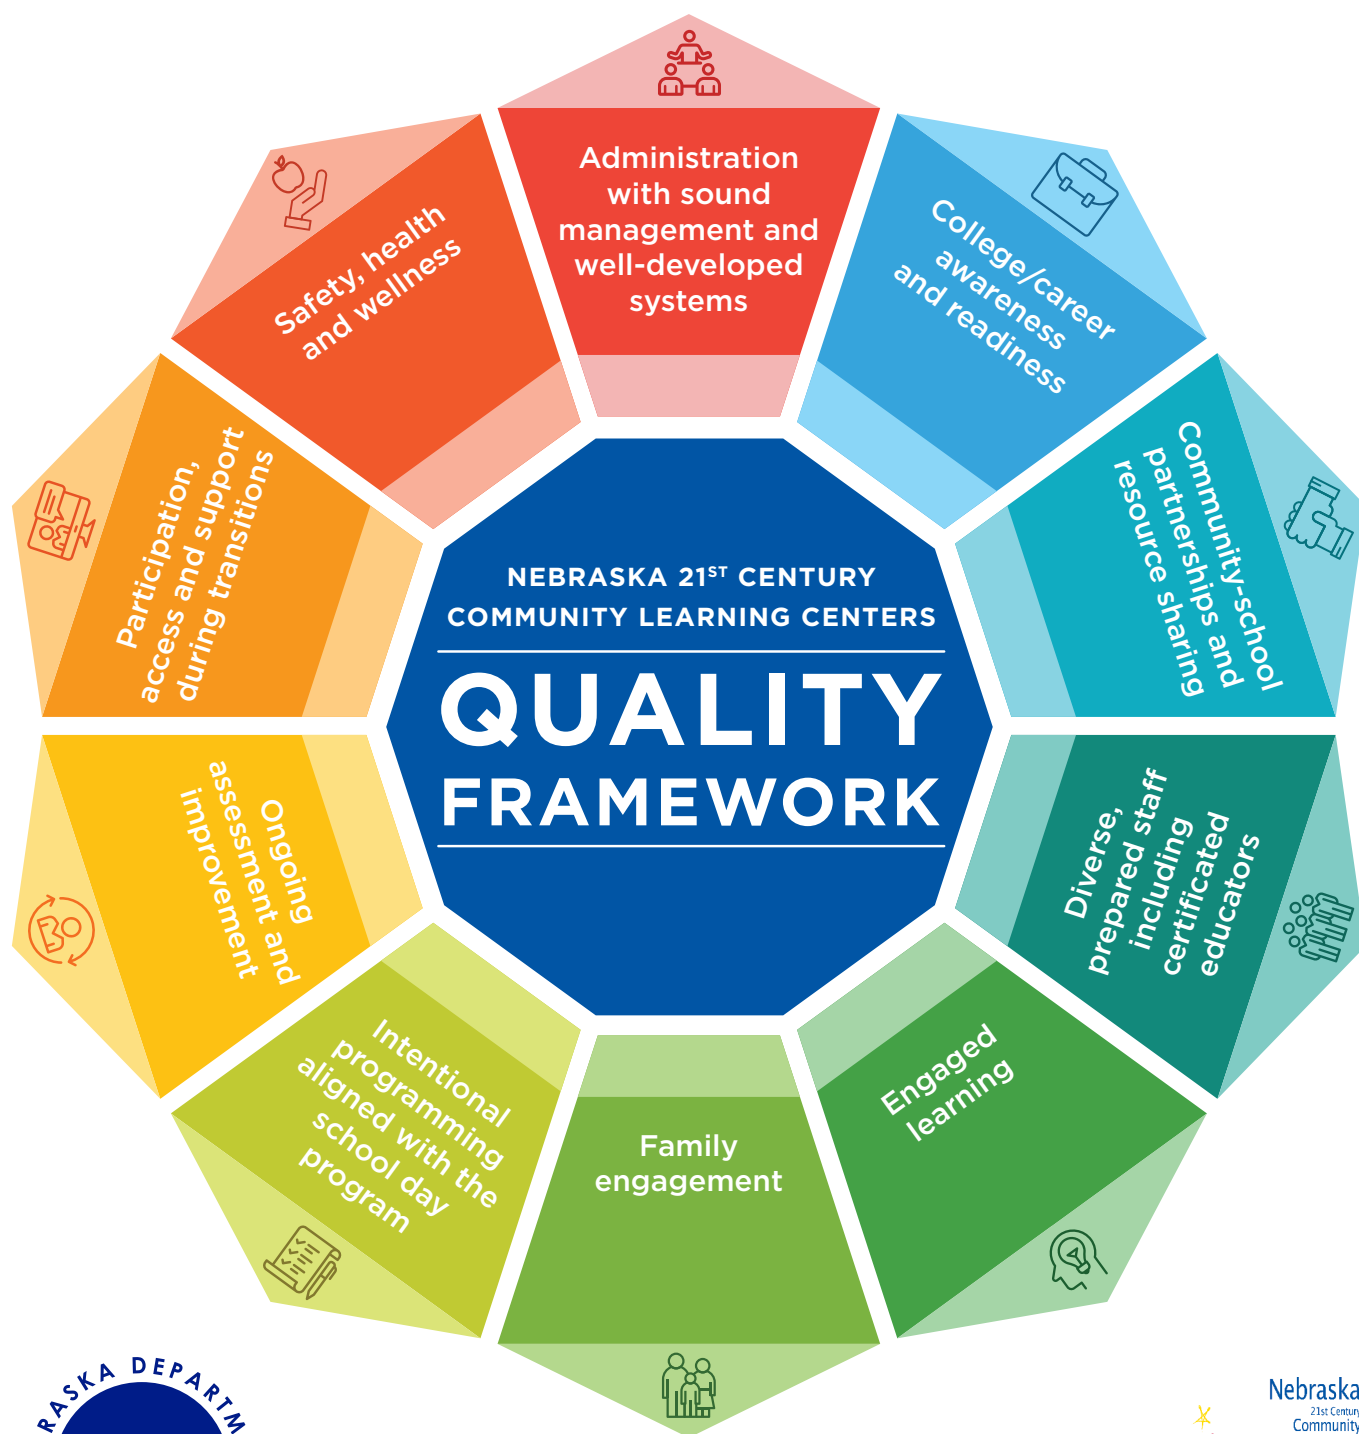 Administration
with sound
management and
well-developed
systems
College/career
awareness
and readiness
Community-school
partnerships and
resource sharing
Diverse,
prepared staff
including
certificated
educators
Engaged
learning
Family
engagement
Intentional
programming
aligned with the
school day
program
Ongoing
assessment and
improvement
Participation,
access and support
during transitions
Safety, health
and wellness
NEBRASKA 21ST CENTURY
COMMUNITY LEARNING CENTERS
QUALITY
FRAMEWORK
RASKA DEPARTM
Nebraska
21st Century
Community